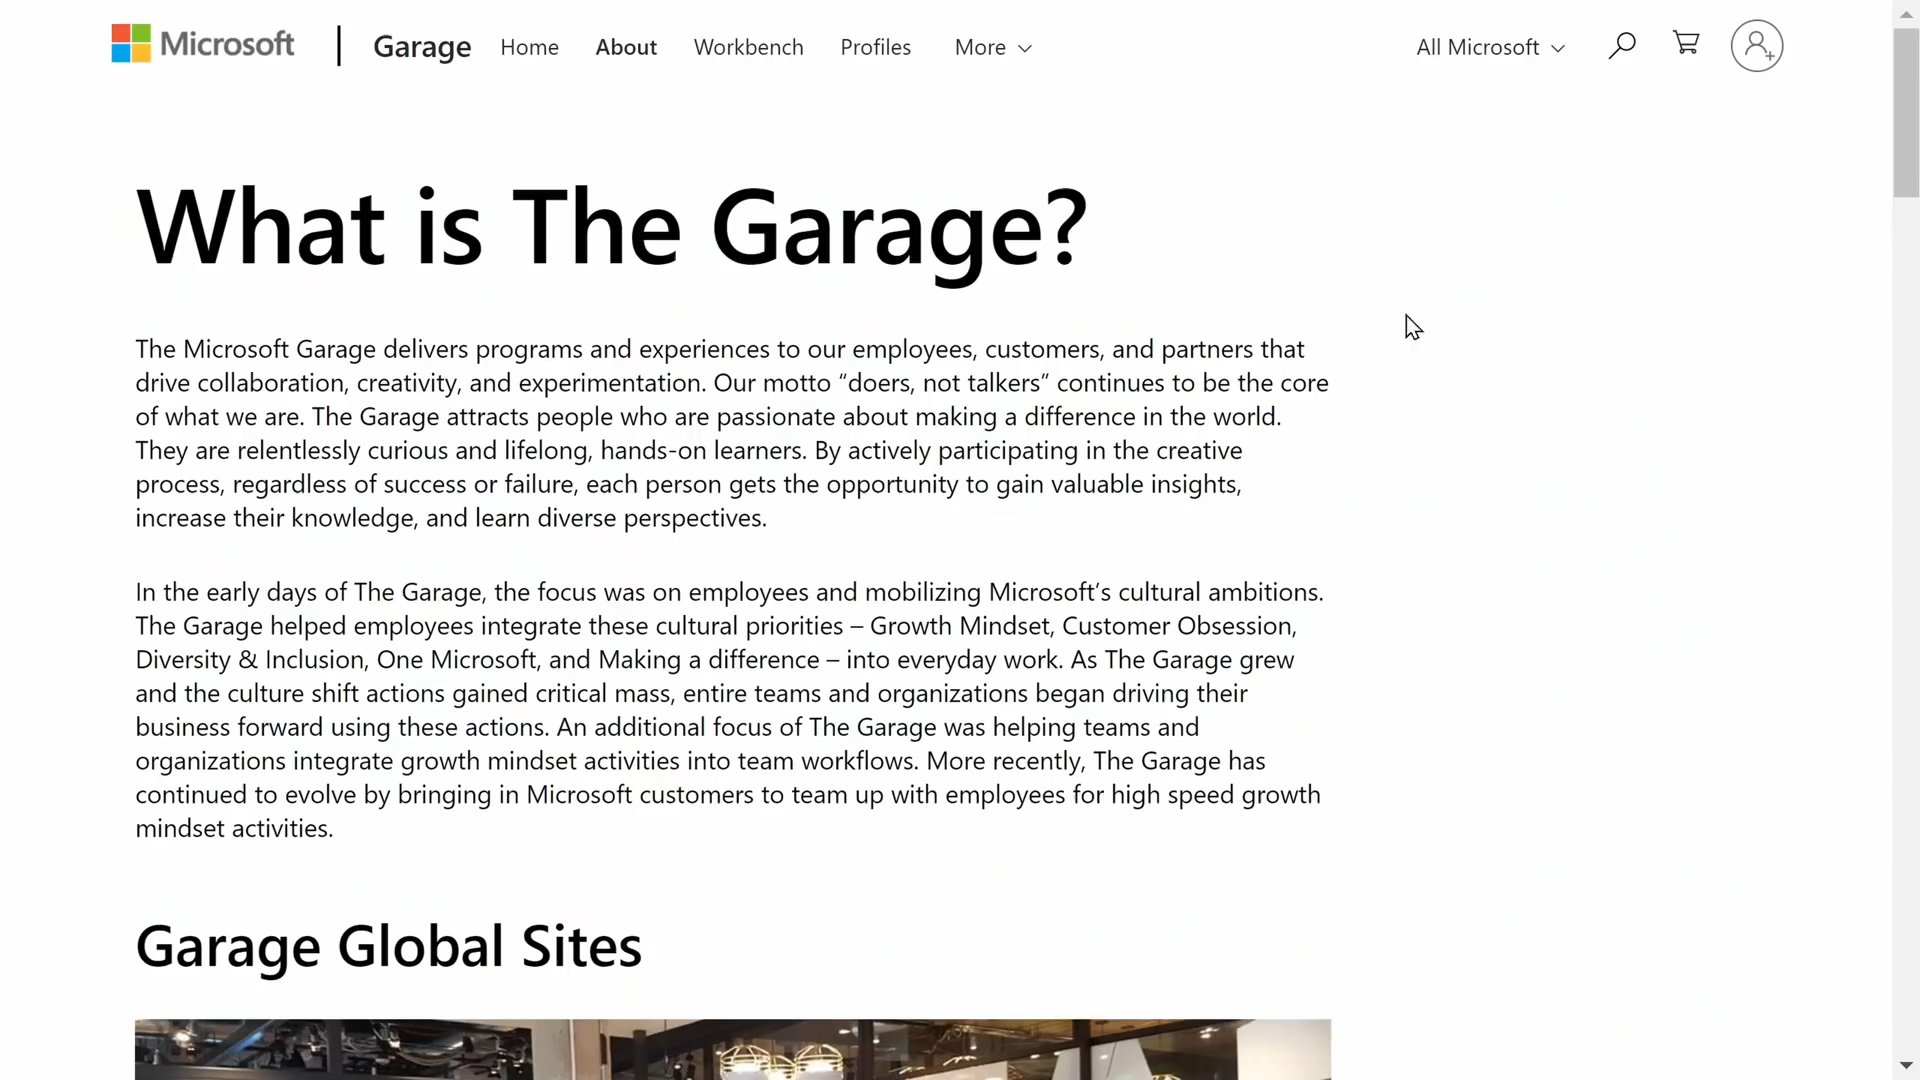 Microsoft Garage Home About Workbench Profiles More All Microsoft
What is The Garage?
The Microsoft Garage delivers programs and experiences to our employees, customers, and partners that
drive collaboration, creativity, and experimentation. Our motto “doers, not talkers” continues to be the core
of what we are. The Garage attracts people who are passionate about making a difference in the world.
They are relentlessly curious and lifelong, hands-on learners. By actively participating in the creative
process, regardless of success or failure, each person gets the opportunity to gain valuable insights,
increase their knowledge, and learn diverse perspectives.
In the early days of The Garage, the focus was on employees and mobilizing Microsoft’s cultural ambitions.
The Garage helped employees integrate these cultural priorities – Growth Mindset, Customer Obsession,
Diversity & Inclusion, One Microsoft, and Making a difference – into everyday work. As The Garage grew
and the culture shift actions gained critical mass, entire teams and organizations began driving their
business forward using these actions. An additional focus of The Garage was helping teams and
organizations integrate growth mindset activities into team workflows. More recently, The Garage has
continued to evolve by bringing in Microsoft customers to team up with employees for high speed growth
mindset activities.
Garage Global Sites